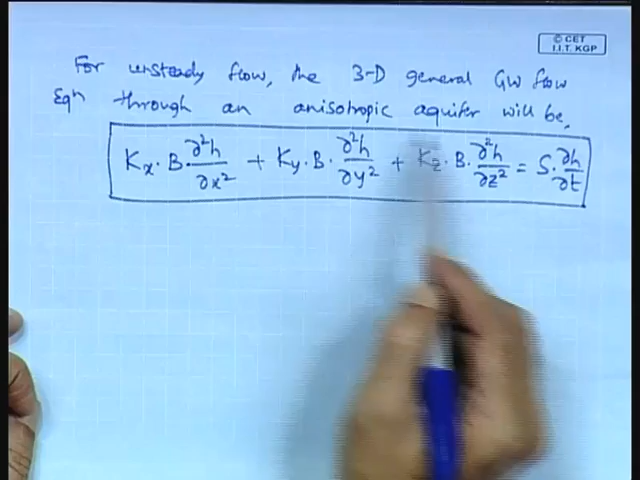 © CET
I.I.T. KGP
For unsteady flow, the 3-D general GW flow
Eqn through an anisotropic aquifer will be,
Kx · B · ∂²h/∂x² + Ky · B · ∂²h/∂y² + Kz · B · ∂²h/∂z² = S · ∂h/∂t